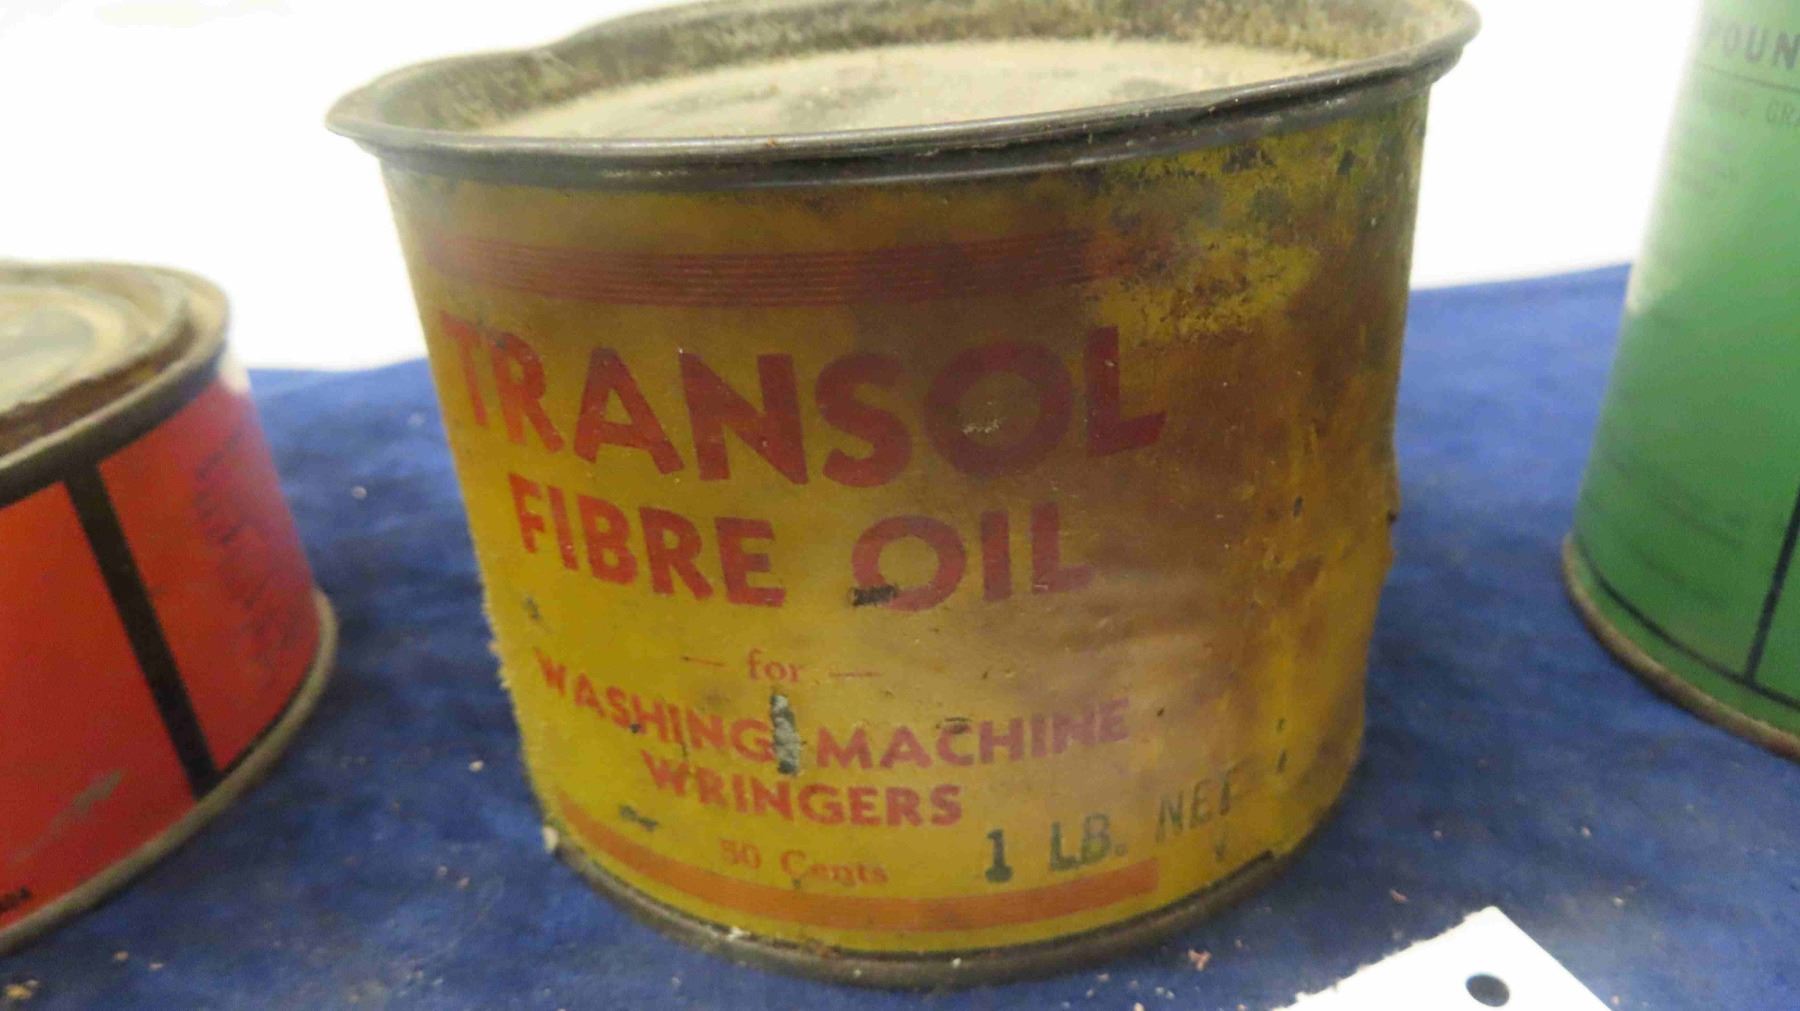 TRANSOL
FIBRE OIL
— for —
WASHING MACHINE
WRINGERS
50 Cents
1 LB. NET